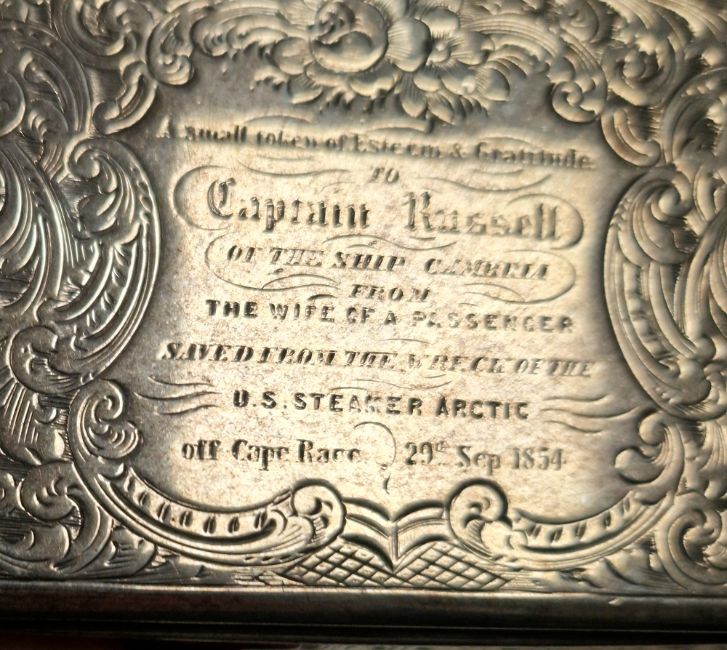 A small token of Esteem & Gratitude
TO
Captain Russell
OF THE SHIP CAMBRIA
FROM
THE WIFE OF A PASSENGER
SAVED FROM THE WRECK OF THE
U.S. STEAMER ARCTIC
off Cape Race 29th Sep 1854